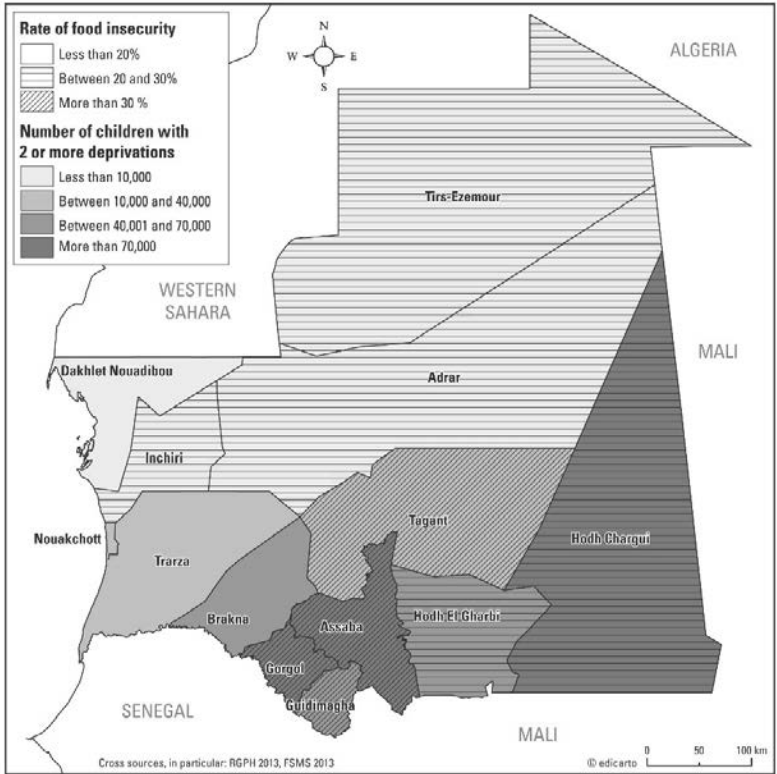 Rate of food insecurity
Less than 20%
Between 20 and 30%
More than 30 %
Number of children with
2 or more deprivations
Less than 10,000
Between 10,000 and 40,000
Between 40,001 and 70,000
More than 70,000
N
W
E
S
ALGERIA
Tirs-Ezemour
WESTERN
SAHARA
MALI
Dakhlet Nouadibou
Adrar
Inchiri
Tagant
Nouakchott
Hodh Chargui
Trarza
Brakna
Assaba
Hodh El Gharbi
Gorgol
Guidimagha
SENEGAL
MALI
Cross sources, in particular: RGPH 2013, FSMS 2013
© edicarto
0 50 100 km